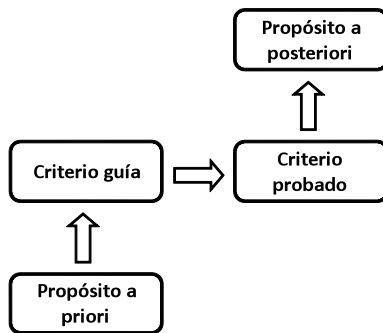 Propósito a
posteriori
Criterio guía
Criterio
probado
Propósito a
priori